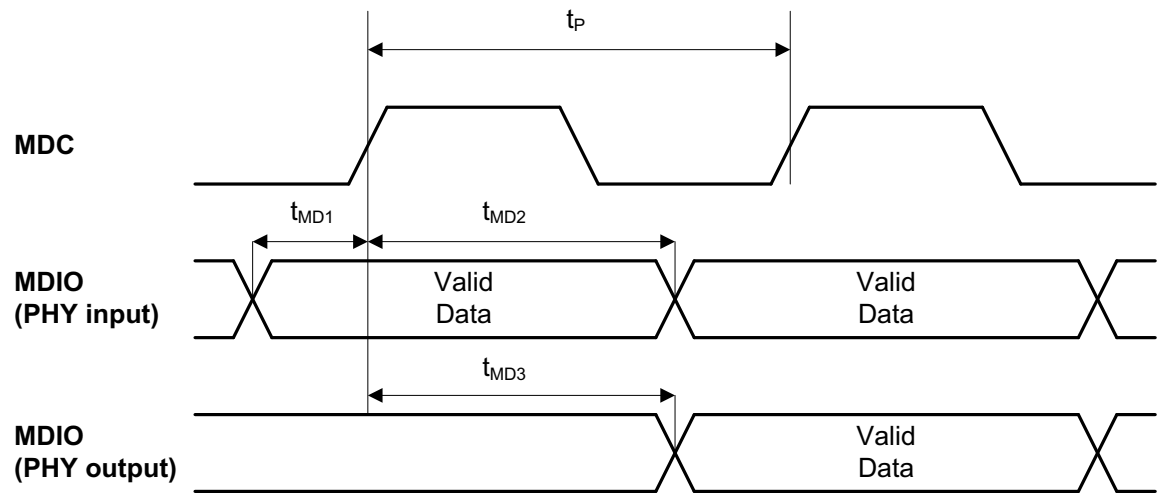 tP
MDC
tMD1
tMD2
MDIO
(PHY input)
Valid
Data
Valid
Data
tMD3
MDIO
(PHY output)
Valid
Data